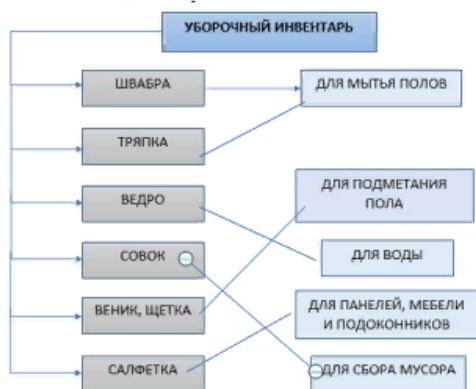 УБОРОЧНЫЙ ИНВЕНТАРЬ
ШВАБРА
ДЛЯ МЫТЬЯ ПОЛОВ
ТРЯПКА
ВЕДРО
ДЛЯ ПОДМЕТАНИЯ
ПОЛА
СОВОК
ДЛЯ ВОДЫ
ВЕНИК, ЩЕТКА
ДЛЯ ПАНЕЛЕЙ, МЕБЕЛИ
И ПОДОКОННИКОВ
САЛФЕТКА
ДЛЯ СБОРА МУСОРА